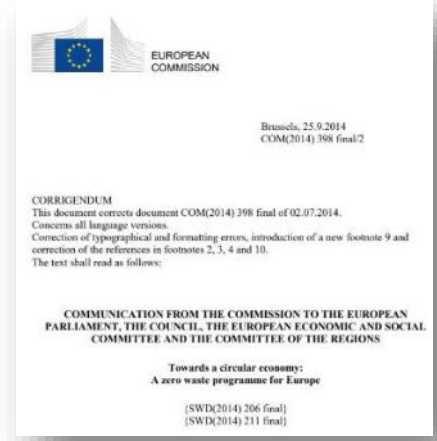 EUROPEAN
COMMISSION
Brussels, 25.9.2014
COM(2014) 398 final/2
CORRIGENDUM
This document corrects document COM(2014) 398 final of 02.07.2014.
Concerns all language versions.
Correction of typographical and formatting errors, introduction of a new footnote 9 and
correction of the references in footnotes 2, 3, 4 and 10.
The text shall read as follows:
COMMUNICATION FROM THE COMMISSION TO THE EUROPEAN
PARLIAMENT, THE COUNCIL, THE EUROPEAN ECONOMIC AND SOCIAL
COMMITTEE AND THE COMMITTEE OF THE REGIONS
Towards a circular economy:
A zero waste programme for Europe
{SWD(2014) 206 final}
{SWD(2014) 211 final}